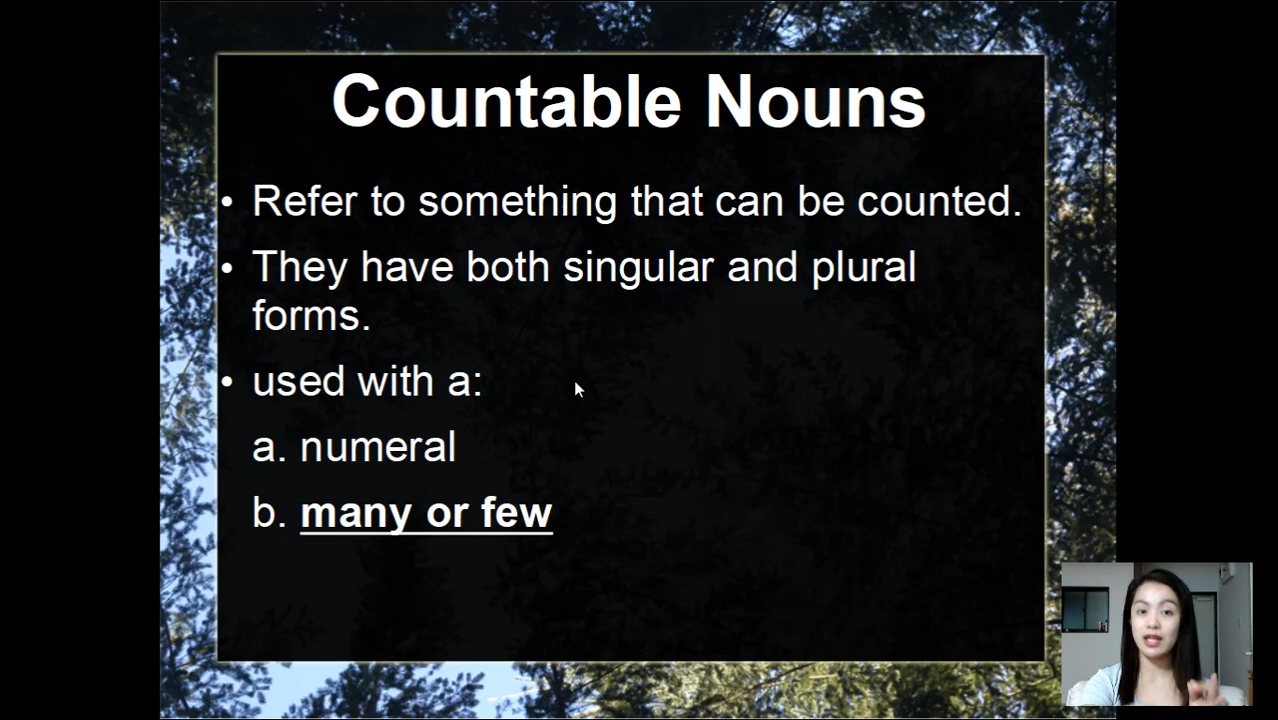 Countable Nouns
• Refer to something that can be counted.
• They have both singular and plural
forms.
• used with a:
a. numeral
b. many or few